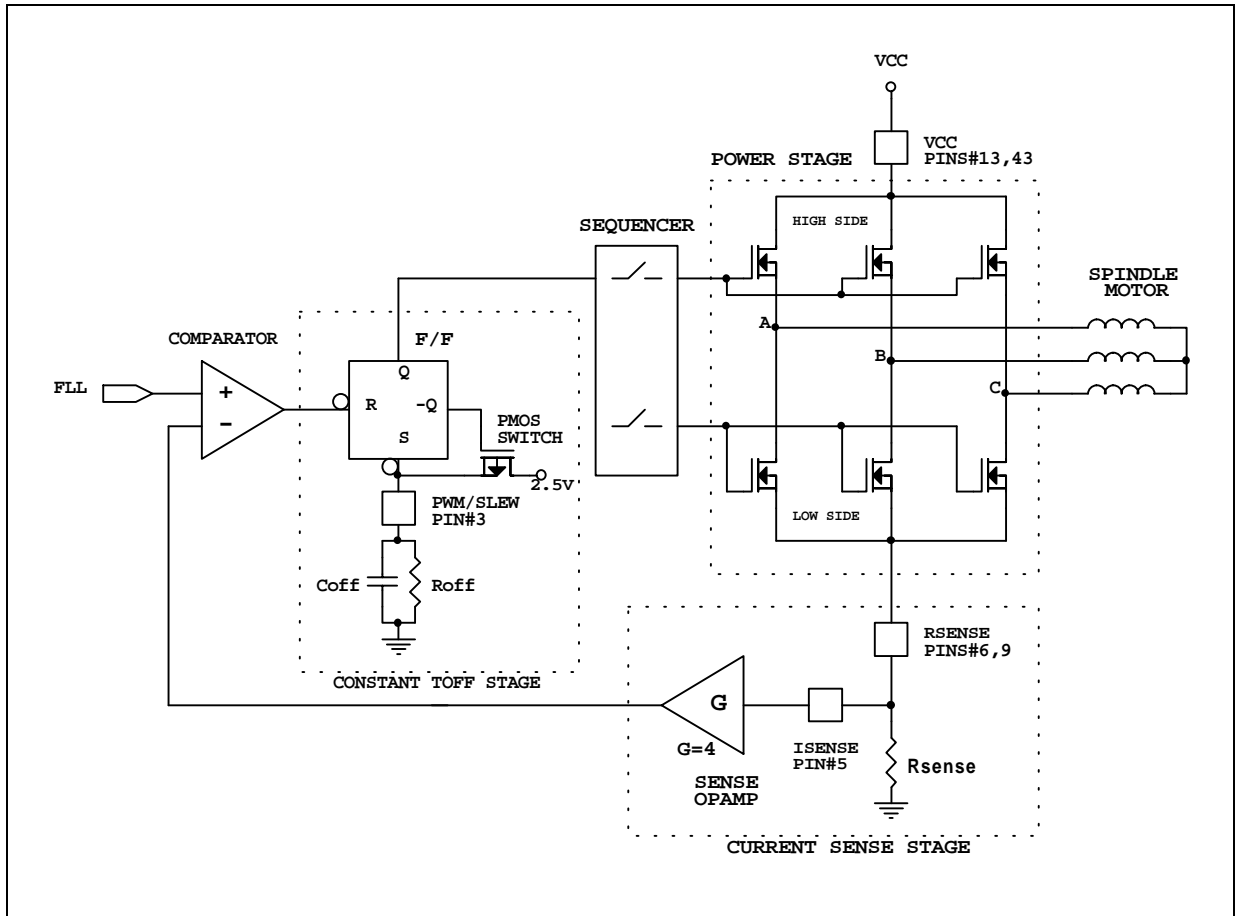 VCC
VCC
PINS#13,43
POWER STAGE
HIGH SIDE
SEQUENCER
SPINDLE
MOTOR
A
COMPARATOR
F/F
B
FLL
+
-
Q
R
-Q
S
C
PMOS
SWITCH
2.5V
PWM/SLEW
PIN#3
LOW SIDE
Coff
Roff
RSENSE
PINS#6,9
CONSTANT TOFF STAGE
G
G=4
ISENSE
PIN#5
Rsense
SENSE
OPAMP
CURRENT SENSE STAGE